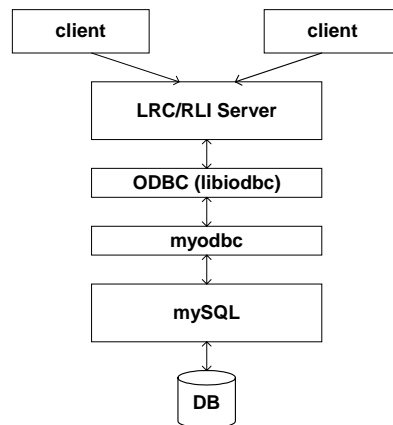 client
client
LRC/RLI Server
ODBC (libiodbc)
myodbc
mySQL
DB